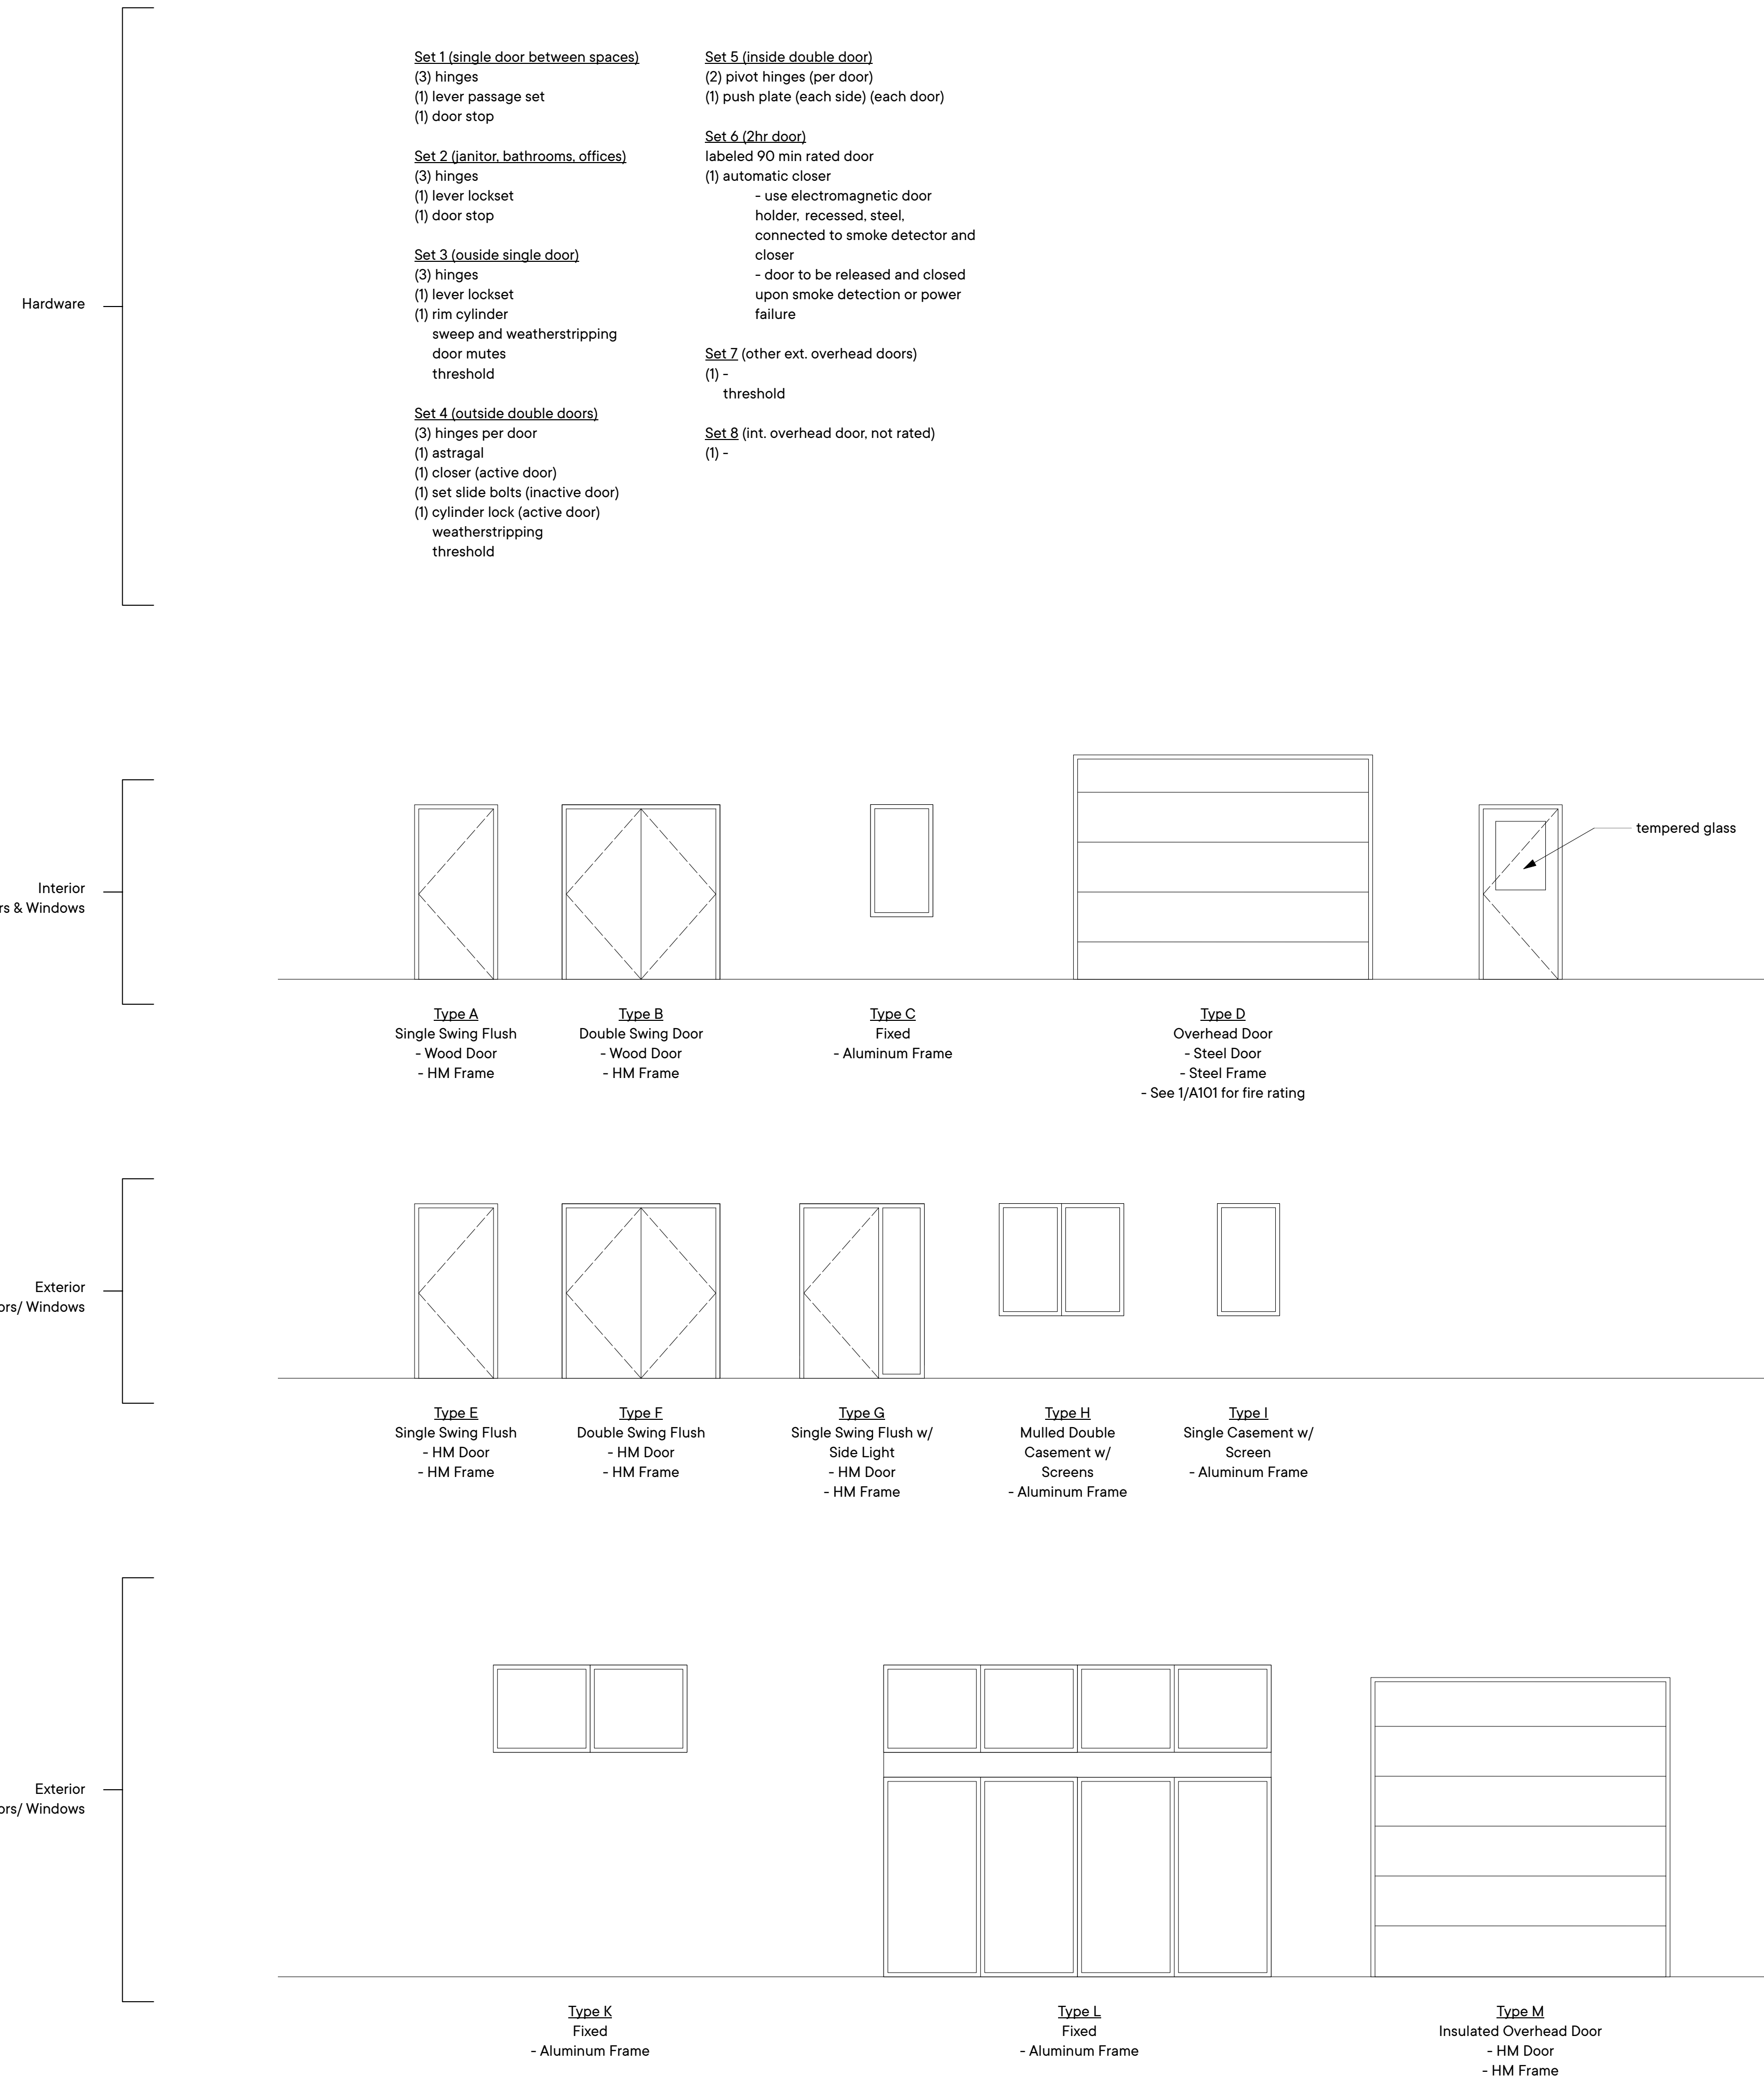 Hardware
Set 1 (single door between spaces)
(3) hinges
(1) lever passage set
(1) door stop
Set 2 (janitor, bathrooms, offices)
(3) hinges
(1) lever lockset
(1) door stop
Set 3 (ouside single door)
(3) hinges
(1) lever lockset
(1) rim cylinder
sweep and weatherstripping
door mutes
threshold
Set 4 (outside double doors)
(3) hinges per door
(1) astragal
(1) closer (active door)
(1) set slide bolts (inactive door)
(1) cylinder lock (active door)
weatherstripping
threshold
Set 5 (inside double door)
(2) pivot hinges (per door)
(1) push plate (each side) (each door)
Set 6 (2hr door)
labeled 90 min rated door
(1) automatic closer
- use electromagnetic door
holder, recessed, steel,
connected to smoke detector and
closer
- door to be released and closed
upon smoke detection or power
failure
Set 7 (other ext. overhead doors)
(1) -
threshold
Set 8 (int. overhead door, not rated)
(1) -
Interior
rs & Windows
tempered glass
Type A
Single Swing Flush
- Wood Door
- HM Frame
Type B
Double Swing Door
- Wood Door
- HM Frame
Type C
Fixed
- Aluminum Frame
Type D
Overhead Door
- Steel Door
- Steel Frame
- See 1/A101 for fire rating
Exterior
ors/ Windows
Type E
Single Swing Flush
- HM Door
- HM Frame
Type F
Double Swing Flush
- HM Door
- HM Frame
Type G
Single Swing Flush w/
Side Light
- HM Door
- HM Frame
Type H
Mulled Double
Casement w/
Screens
- Aluminum Frame
Type I
Single Casement w/
Screen
- Aluminum Frame
Exterior
ors/ Windows
Type K
Fixed
- Aluminum Frame
Type L
Fixed
- Aluminum Frame
Type M
Insulated Overhead Door
- HM Door
- HM Frame